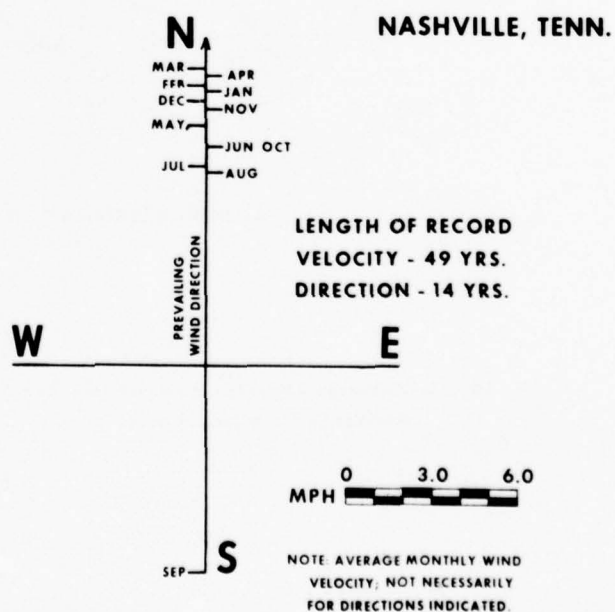 NASHVILLE, TENN.
N
MAR
APR
FEB
JAN
DEC
NOV
MAY
JUN OCT
JUL
AUG
PREVAILING
WIND DIRECTION
LENGTH OF RECORD
VELOCITY - 49 YRS.
DIRECTION - 14 YRS.
W
E
0 3.0 6.0
MPH
SEP
S
NOTE: AVERAGE MONTHLY WIND
VELOCITY; NOT NECESSARILY
FOR DIRECTIONS INDICATED.